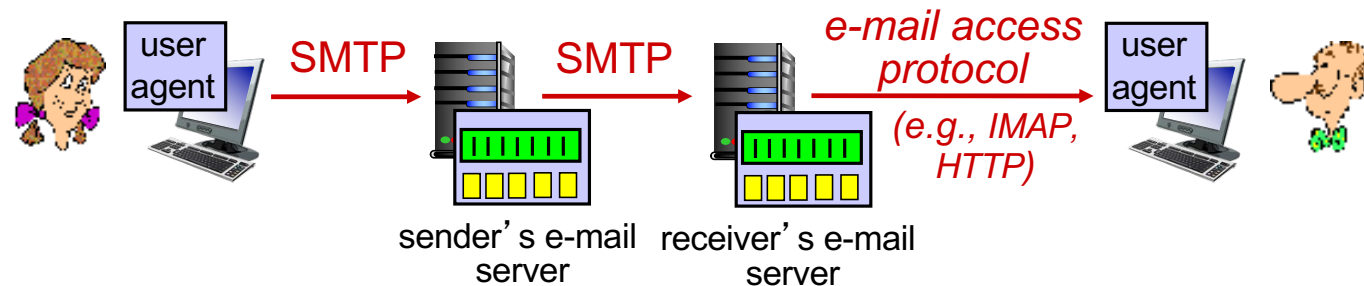 user
agent
SMTP
SMTP
e-mail access
protocol
(e.g., IMAP,
HTTP)
user
agent
sender’s e-mail
server
receiver’s e-mail
server